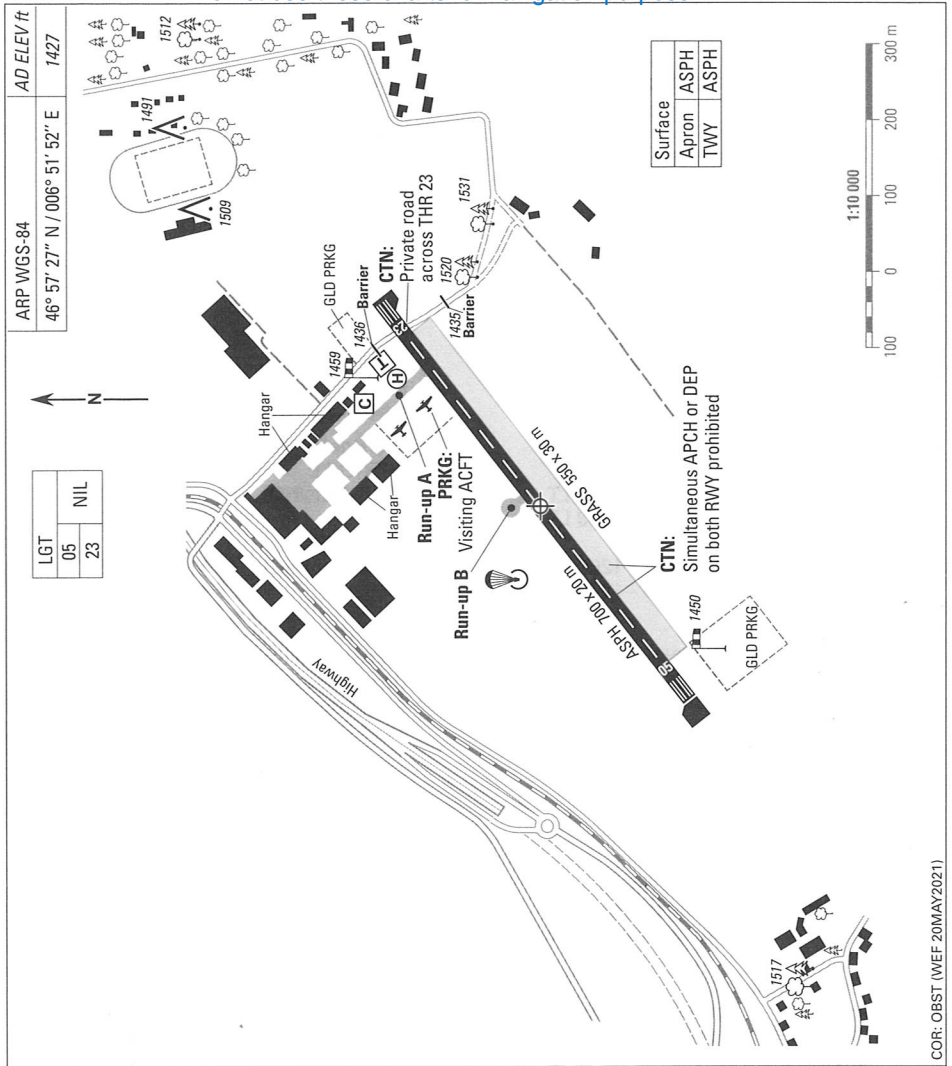 ARP WGS-84
AD ELEV ft
46° 57' 27" N / 006° 51' 52" E
1427
LGT
05
23
NIL
N
1512
1491
1509
Hangar
1459
GLD PRKG
1436
Barrier
CTN:
Private road
across THR 23
1520
1531
1435
Barrier
23
T
H
C
Hangar
Run-up A
PRKG:
Visiting ACFT
Run-up B
ASPH 700 x 20 m
GRASS 550 x 30 m
CTN:
Simultaneous APCH or DEP
on both RWY prohibited
05
1450
GLD PRKG
Highway
1517
Surface
Apron ASPH
TWY ASPH
1:10 000
100 0 100 200 300 m
COR: OBST (WEF 20MAY2021)